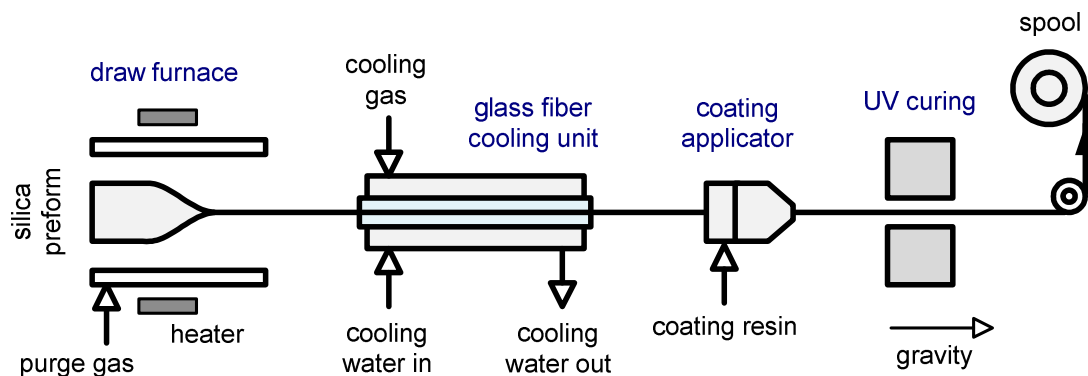 spool
draw furnace
cooling
gas
glass fiber
cooling unit
coating
applicator
UV curing
silica
preform
heater
purge gas
cooling
water in
cooling
water out
coating resin
gravity